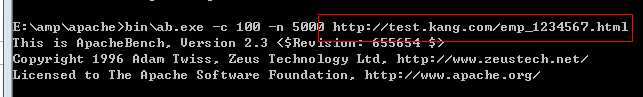 E:\amp\apache>bin\ab.exe -c 100 -n 5000 http://test.kang.com/emp_1234567.html
This is ApacheBench, Version 2.3 <$Revision: 655654 $>
Copyright 1996 Adam Twiss, Zeus Technology Ltd, http://www.zeustech.net/
Licensed to The Apache Software Foundation, http://www.apache.org/